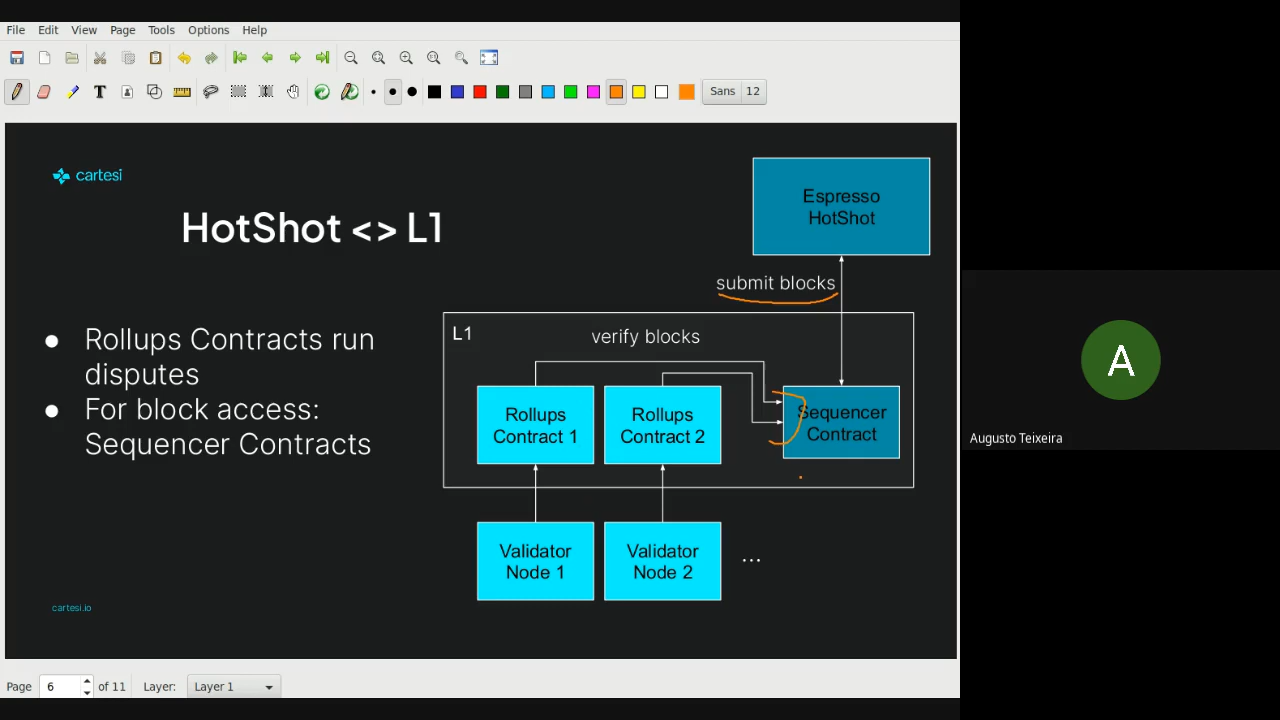 File Edit View Page Tools Options Help
Sans 12
cartesi
HotShot <> L1
Espresso
HotShot
submit blocks
L1
verify blocks
● Rollups Contracts run
disputes
● For block access:
Sequencer Contracts
Rollups
Contract 1
Rollups
Contract 2
Sequencer
Contract
Validator
Node 1
Validator
Node 2
...
cartesi.io
Page 6 of 11 Layer: Layer 1
A
Augusto Teixeira